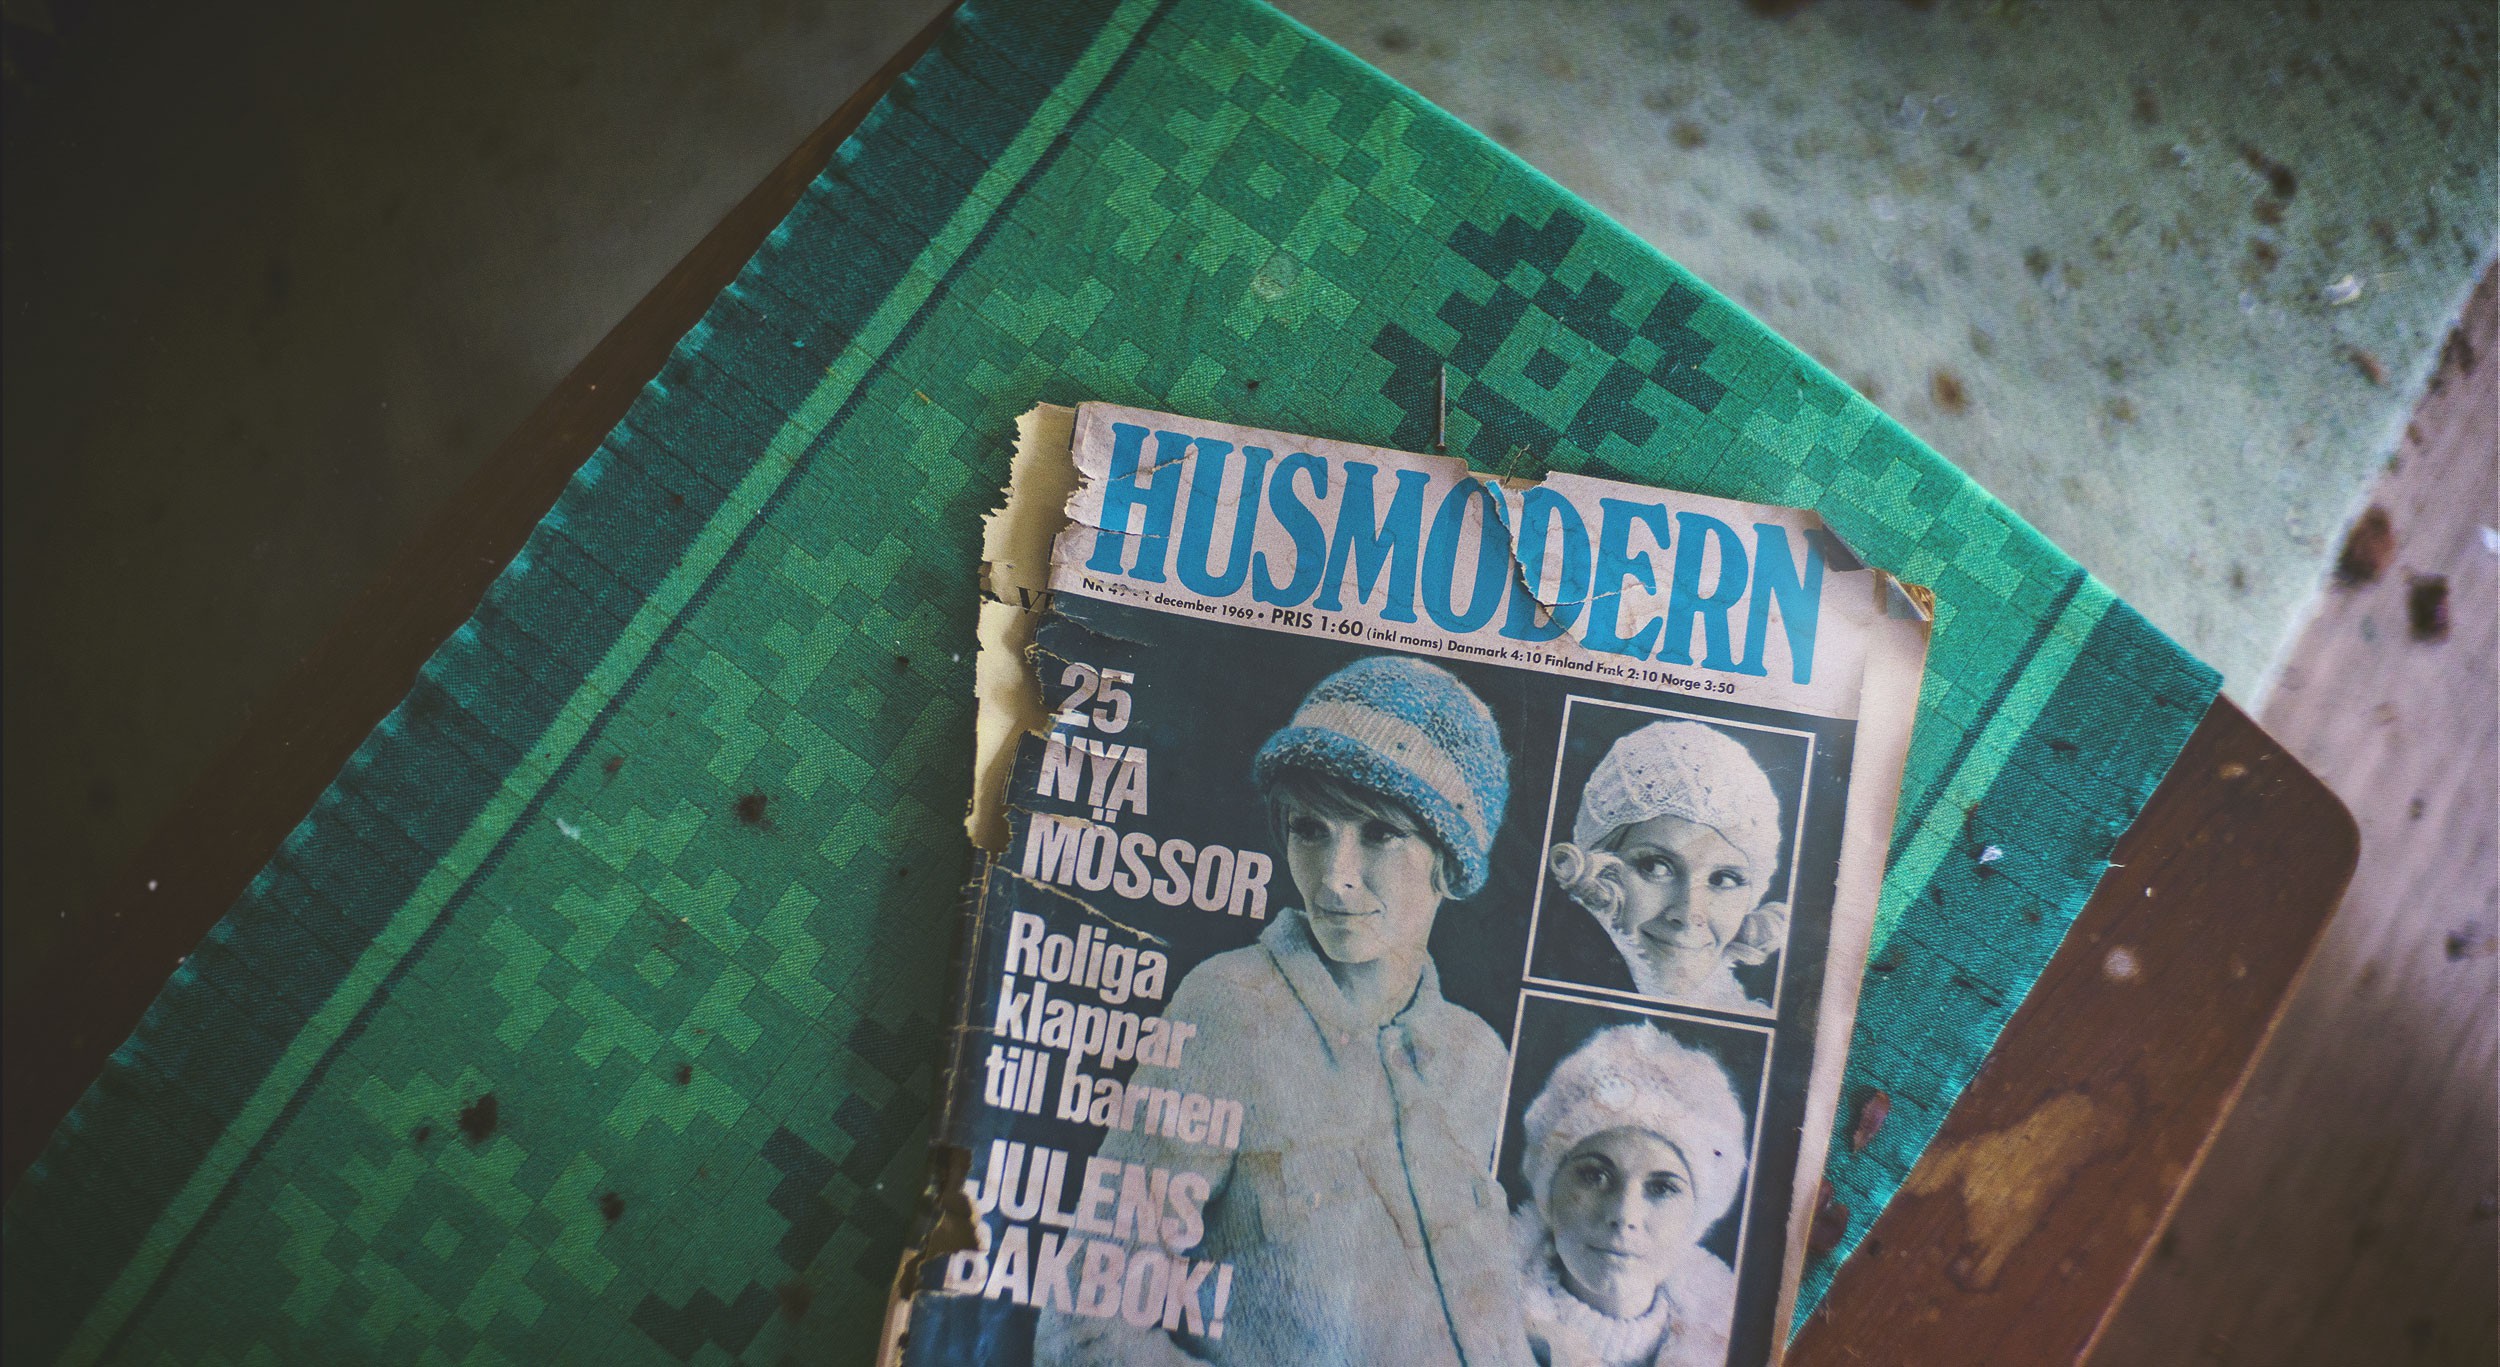 HUSMODERN
december 1969 • PRIS 1:60 (inkl moms) Danmark 4:10 Finland Fmk 2:10 Norge 3:50
25
NYA
MÖSSOR
Roliga
klappar
till barnen
JULENS
BAKBOK!